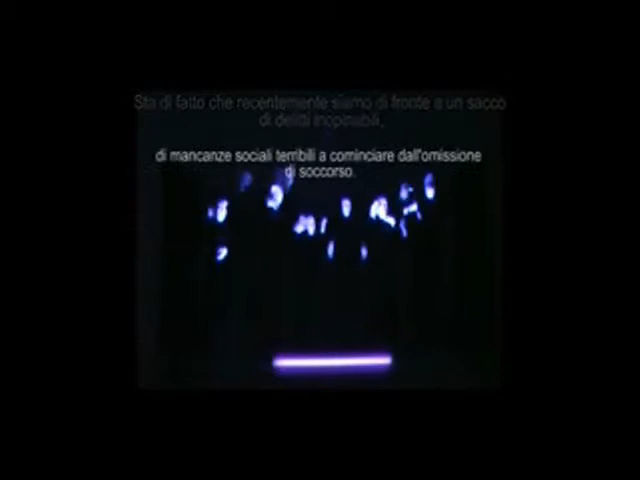 Sta di fatto che recentemente siamo di fronte a un sacco
di delitti inopinabili,
di mancanze sociali terribili a cominciare dall'omissione
di soccorso.